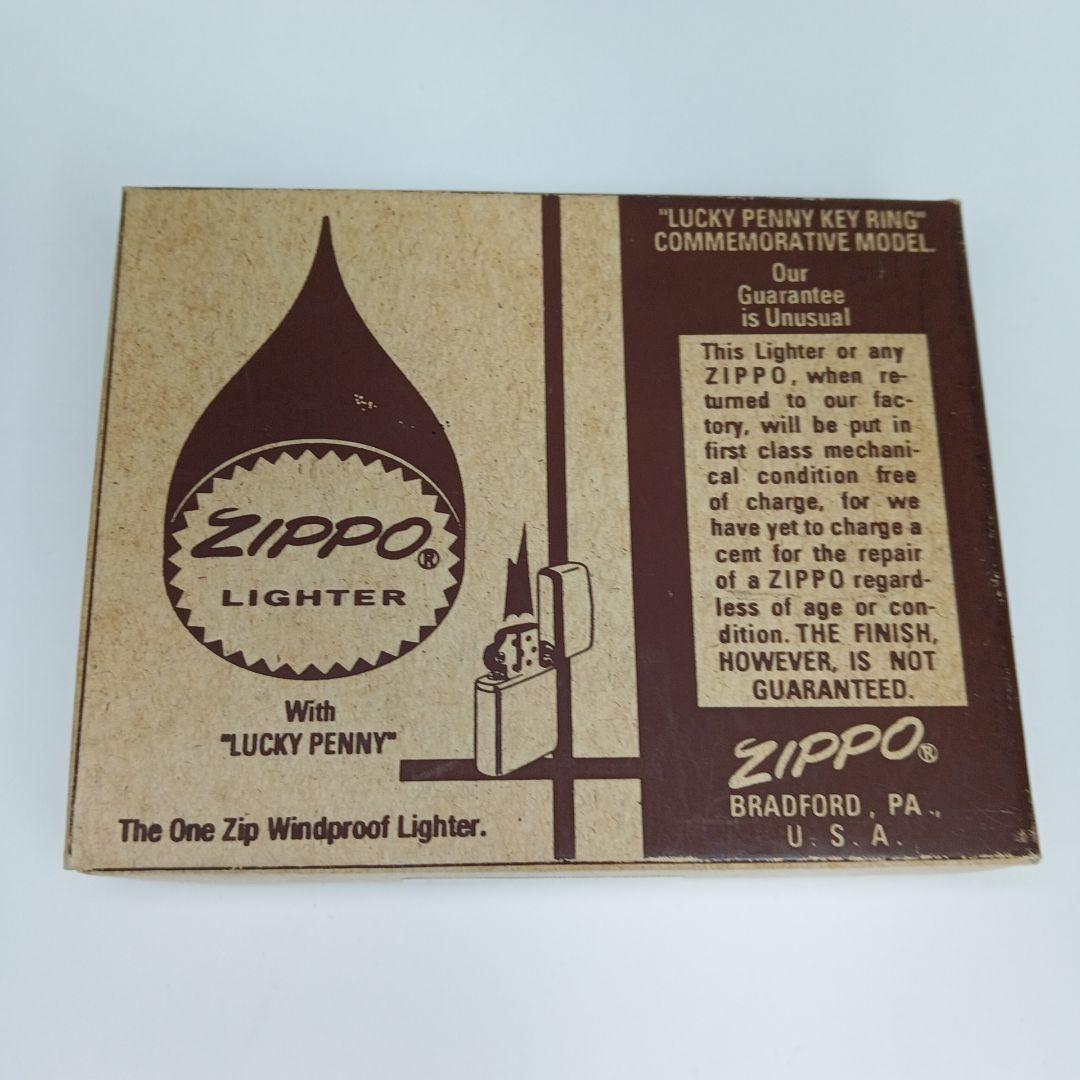 ZIPPO®
LIGHTER
With
"LUCKY PENNY"
The One Zip Windproof Lighter.
"LUCKY PENNY KEY RING"
COMMEMORATIVE MODEL.
Our
Guarantee
is Unusual
This Lighter or any
ZIPPO, when re-
turned to our fac-
tory, will be put in
first class mechani-
cal condition free
of charge, for we
have yet to charge a
cent for the repair
of a ZIPPO regard-
less of age or con-
dition. THE FINISH,
HOWEVER, IS NOT
GUARANTEED.
ZIPPO®
BRADFORD, PA.,
U.S.A.